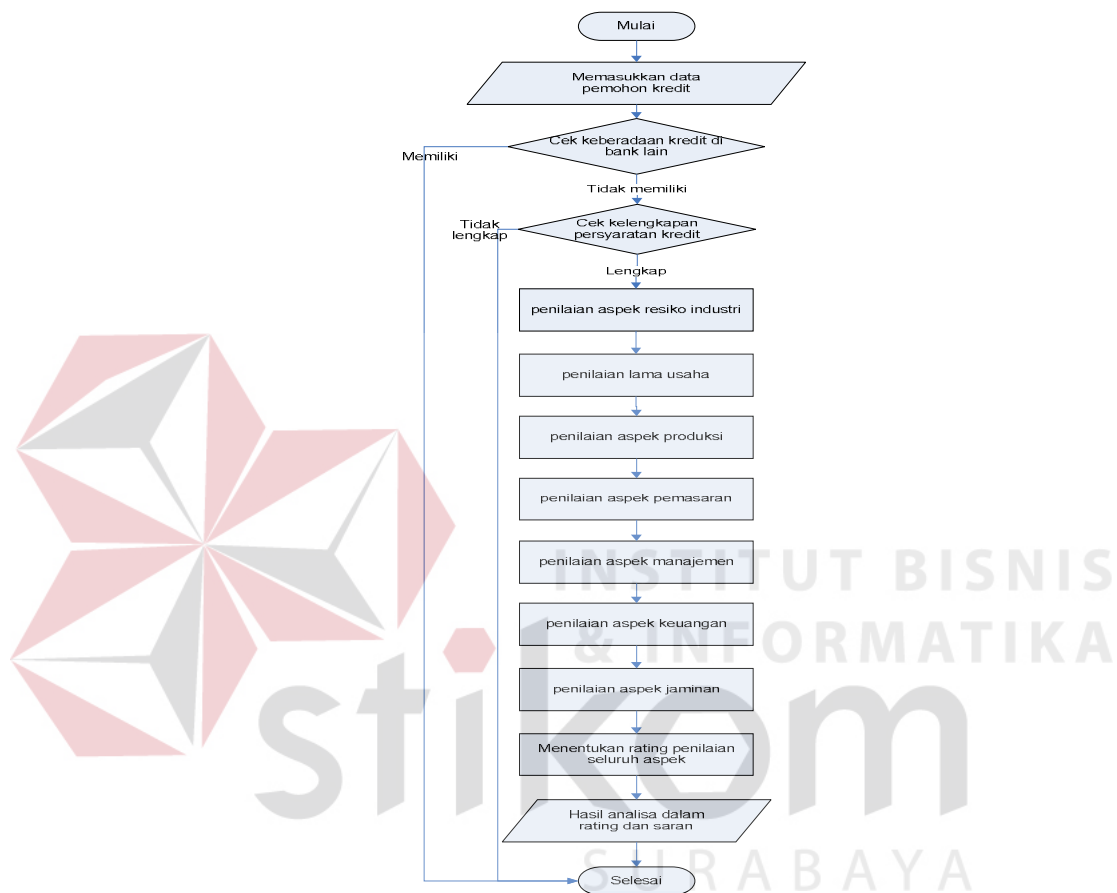 Mulai
Memasukkan data
pemohon kredit
Cek keberadaan kredit di
bank lain
Memiliki
Tidak memiliki
Tidak
lengkap
Cek kelengkapan
persyaratan kredit
Lengkap
penilaian aspek resiko industri
penilaian lama usaha
penilaian aspek produksi
penilaian aspek pemasaran
penilaian aspek manajemen
penilaian aspek keuangan
penilaian aspek jaminan
Menentukan rating penilaian
seluruh aspek
Hasil analisa dalam
rating dan saran
Selesai
INSTITUT BISNIS
& INFORMATIKA
stikom
SURABAYA